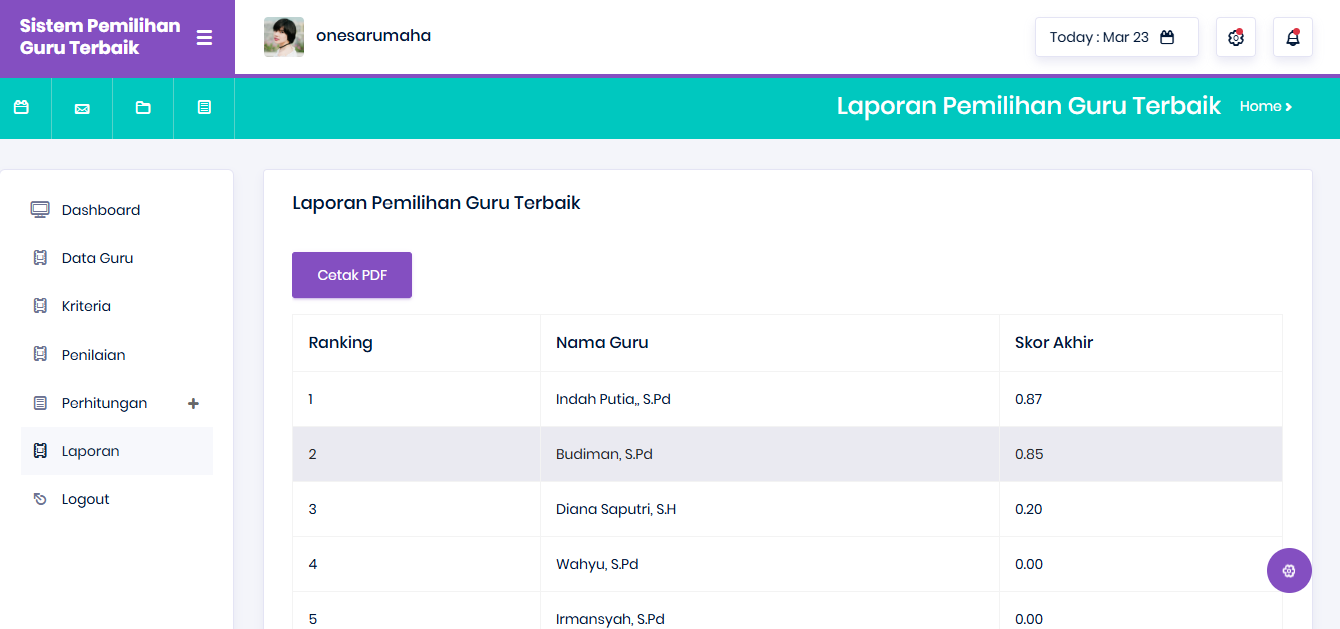 Sistem Pemilihan
Guru Terbaik
onesarumaha
Today : Mar 23
Laporan Pemilihan Guru Terbaik
Home
Dashboard
Data Guru
Kriteria
Penilaian
Perhitungan +
Laporan
Logout
Laporan Pemilihan Guru Terbaik
Cetak PDF
Ranking Nama Guru Skor Akhir
1 Indah Putia,, S.Pd 0.87
2 Budiman, S.Pd 0.85
3 Diana Saputri, S.H 0.20
4 Wahyu, S.Pd 0.00
5 Irmansyah, S.Pd 0.00